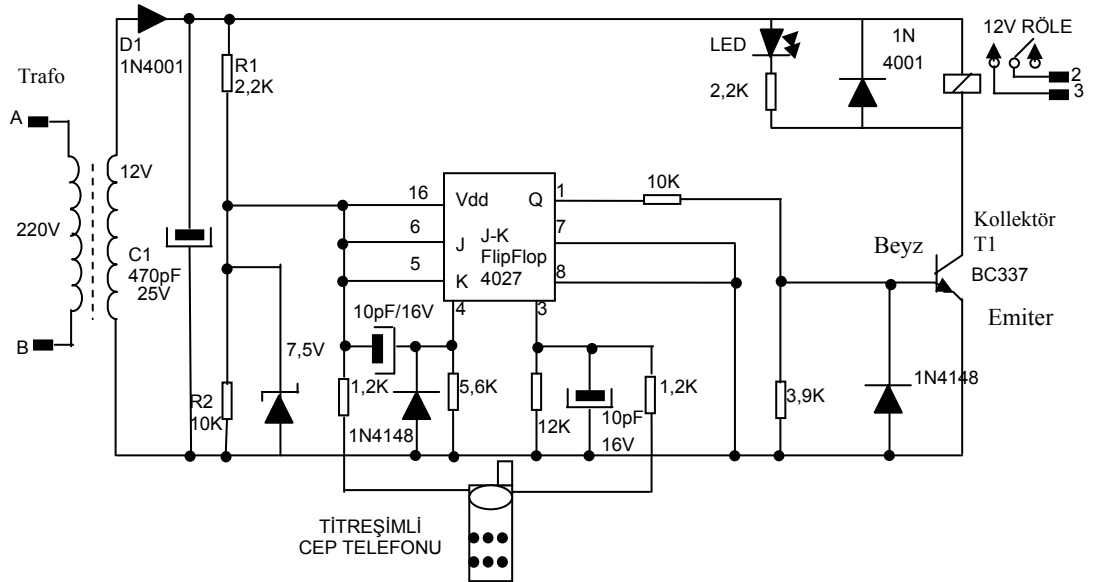 D1
1N4001
R1
2,2K
Trafo
A
12V
220V
C1
470pF
25V
B
R2
10K
7,5V
16
6
5
Vdd
J
K
Q
J-K
FlipFlop
4027
1
7
8
4
3
10K
LED
2,2K
1N
4001
12V RÖLE
2
3
Kollektör
T1
BC337
Beyz
Emiter
10pF/16V
1,2K
1N4148
5,6K
12K
10pF
16V
1,2K
3,9K
1N4148
TİTREŞİMLİ
CEP TELEFONU